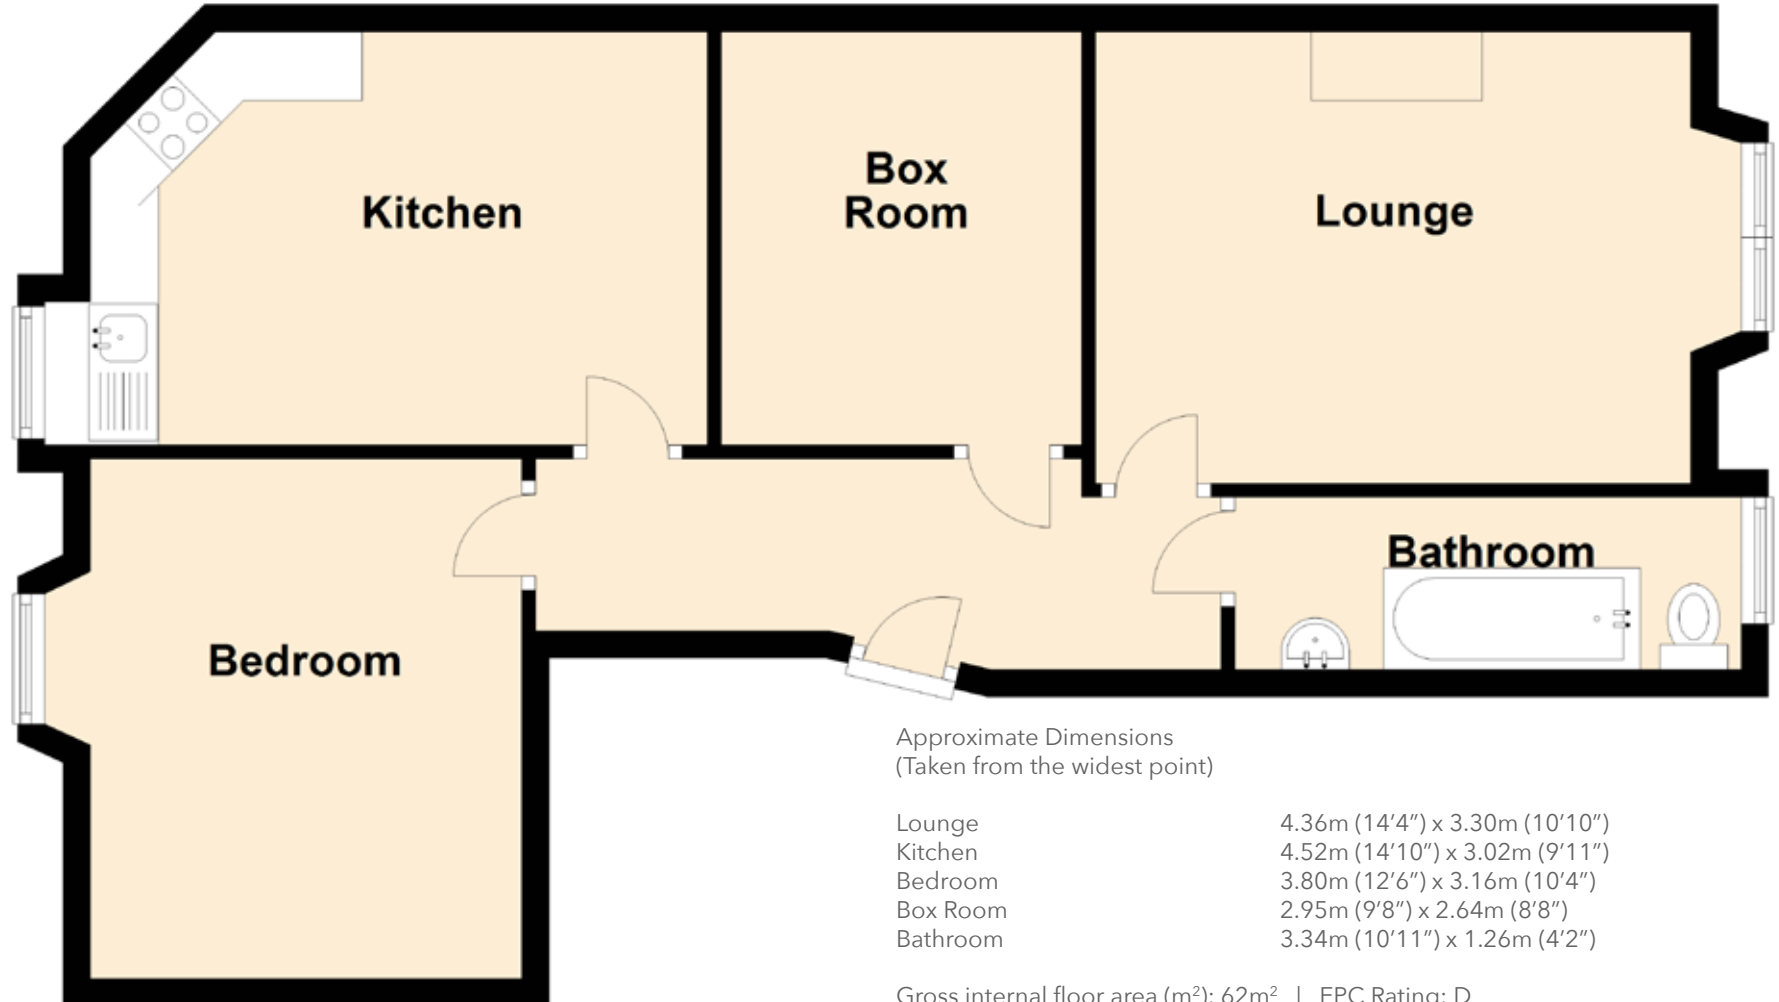 Kitchen
Box
Room
Lounge
Bathroom
Bedroom
Approximate Dimensions
(Taken from the widest point)
Lounge 4.36m (14’4”) x 3.30m (10’10”)
Kitchen 4.52m (14’10”) x 3.02m (9’11”)
Bedroom 3.80m (12’6”) x 3.16m (10’4”)
Box Room 2.95m (9’8”) x 2.64m (8’8”)
Bathroom 3.34m (10’11”) x 1.26m (4’2”)
Gross internal floor area (m²): 62m² | EPC Rating: D